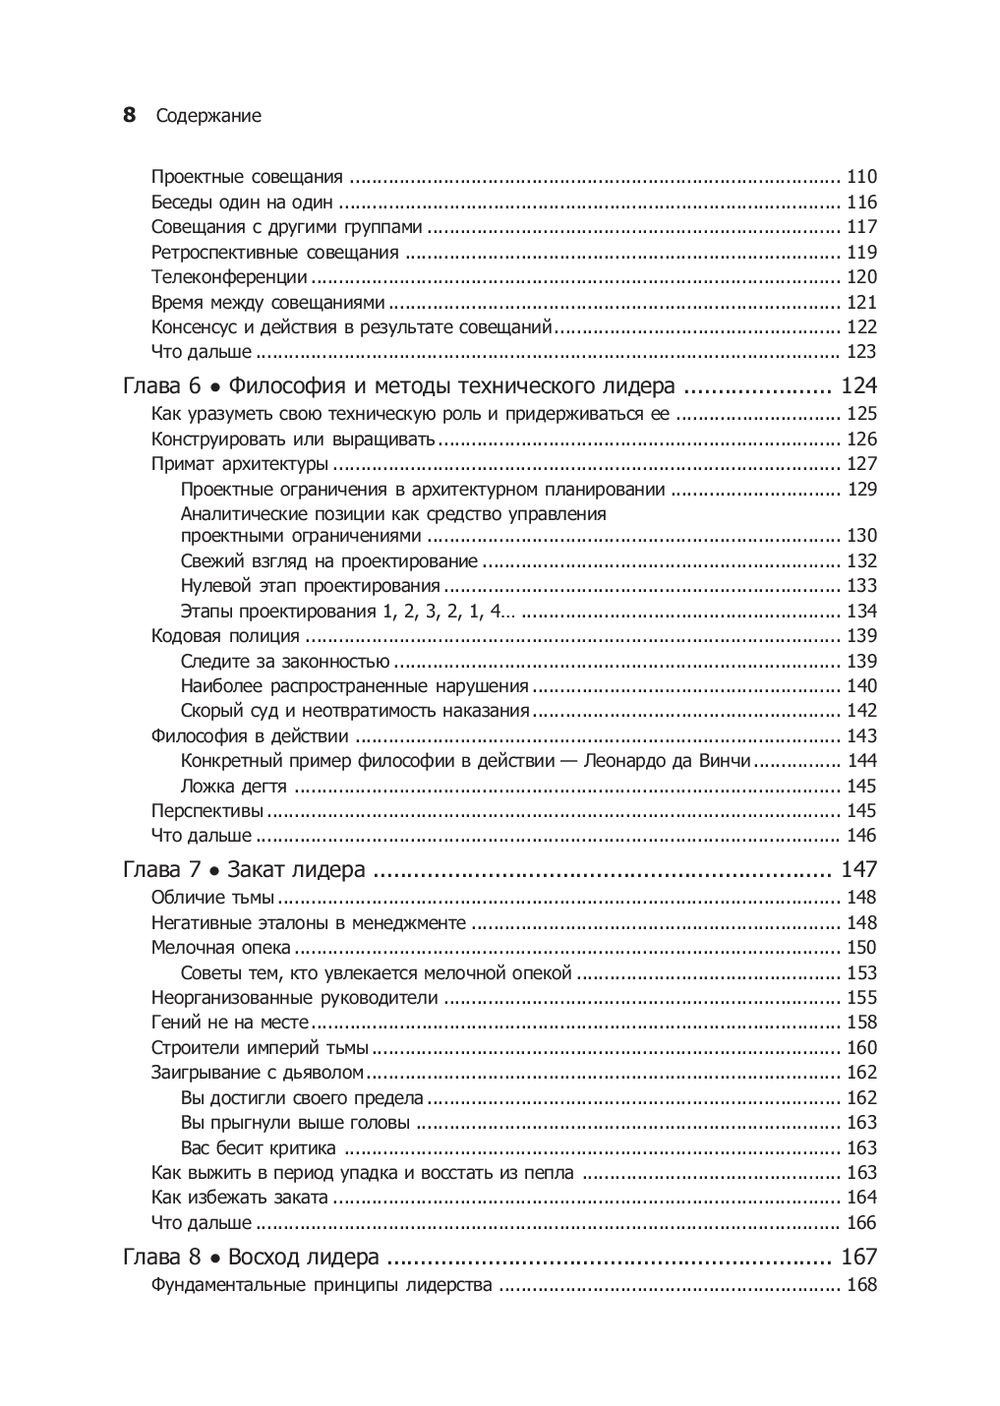 8 Содержание
Проектные совещания ........ 110
Беседы один на один ........ 116
Совещания с другими группами ........ 117
Ретроспективные совещания ........ 119
Телеконференции ........ 120
Время между совещаниями ........ 121
Консенсус и действия в результате совещаний ........ 122
Что дальше ........ 123
Глава 6 • Философия и методы технического лидера ........ 124
Как уразуметь свою техническую роль и придерживаться ее ........ 125
Конструировать или выращивать ........ 126
Примат архитектуры ........ 127
Проектные ограничения в архитектурном планировании ........ 129
Аналитические позиции как средство управления
проектными ограничениями ........ 130
Свежий взгляд на проектирование ........ 132
Нулевой этап проектирования ........ 133
Этапы проектирования 1, 2, 3, 2, 1, 4… ........ 134
Кодовая полиция ........ 139
Следите за законностью ........ 139
Наиболее распространенные нарушения ........ 140
Скорый суд и неотвратимость наказания ........ 142
Философия в действии ........ 143
Конкретный пример философии в действии — Леонардо да Винчи ........ 144
Ложка дегтя ........ 145
Перспективы ........ 145
Что дальше ........ 146
Глава 7 • Закат лидера ........ 147
Обличие тьмы ........ 148
Негативные эталоны в менеджменте ........ 148
Мелочная опека ........ 150
Советы тем, кто увлекается мелочной опекой ........ 153
Неорганизованные руководители ........ 155
Гений не на месте ........ 158
Строители империй тьмы ........ 160
Заигрывание с дьяволом ........ 162
Вы достигли своего предела ........ 162
Вы прыгнули выше головы ........ 163
Вас бесит критика ........ 163
Как выжить в период упадка и восстать из пепла ........ 163
Как избежать заката ........ 164
Что дальше ........ 166
Глава 8 • Восход лидера ........ 167
Фундаментальные принципы лидерства ........ 168